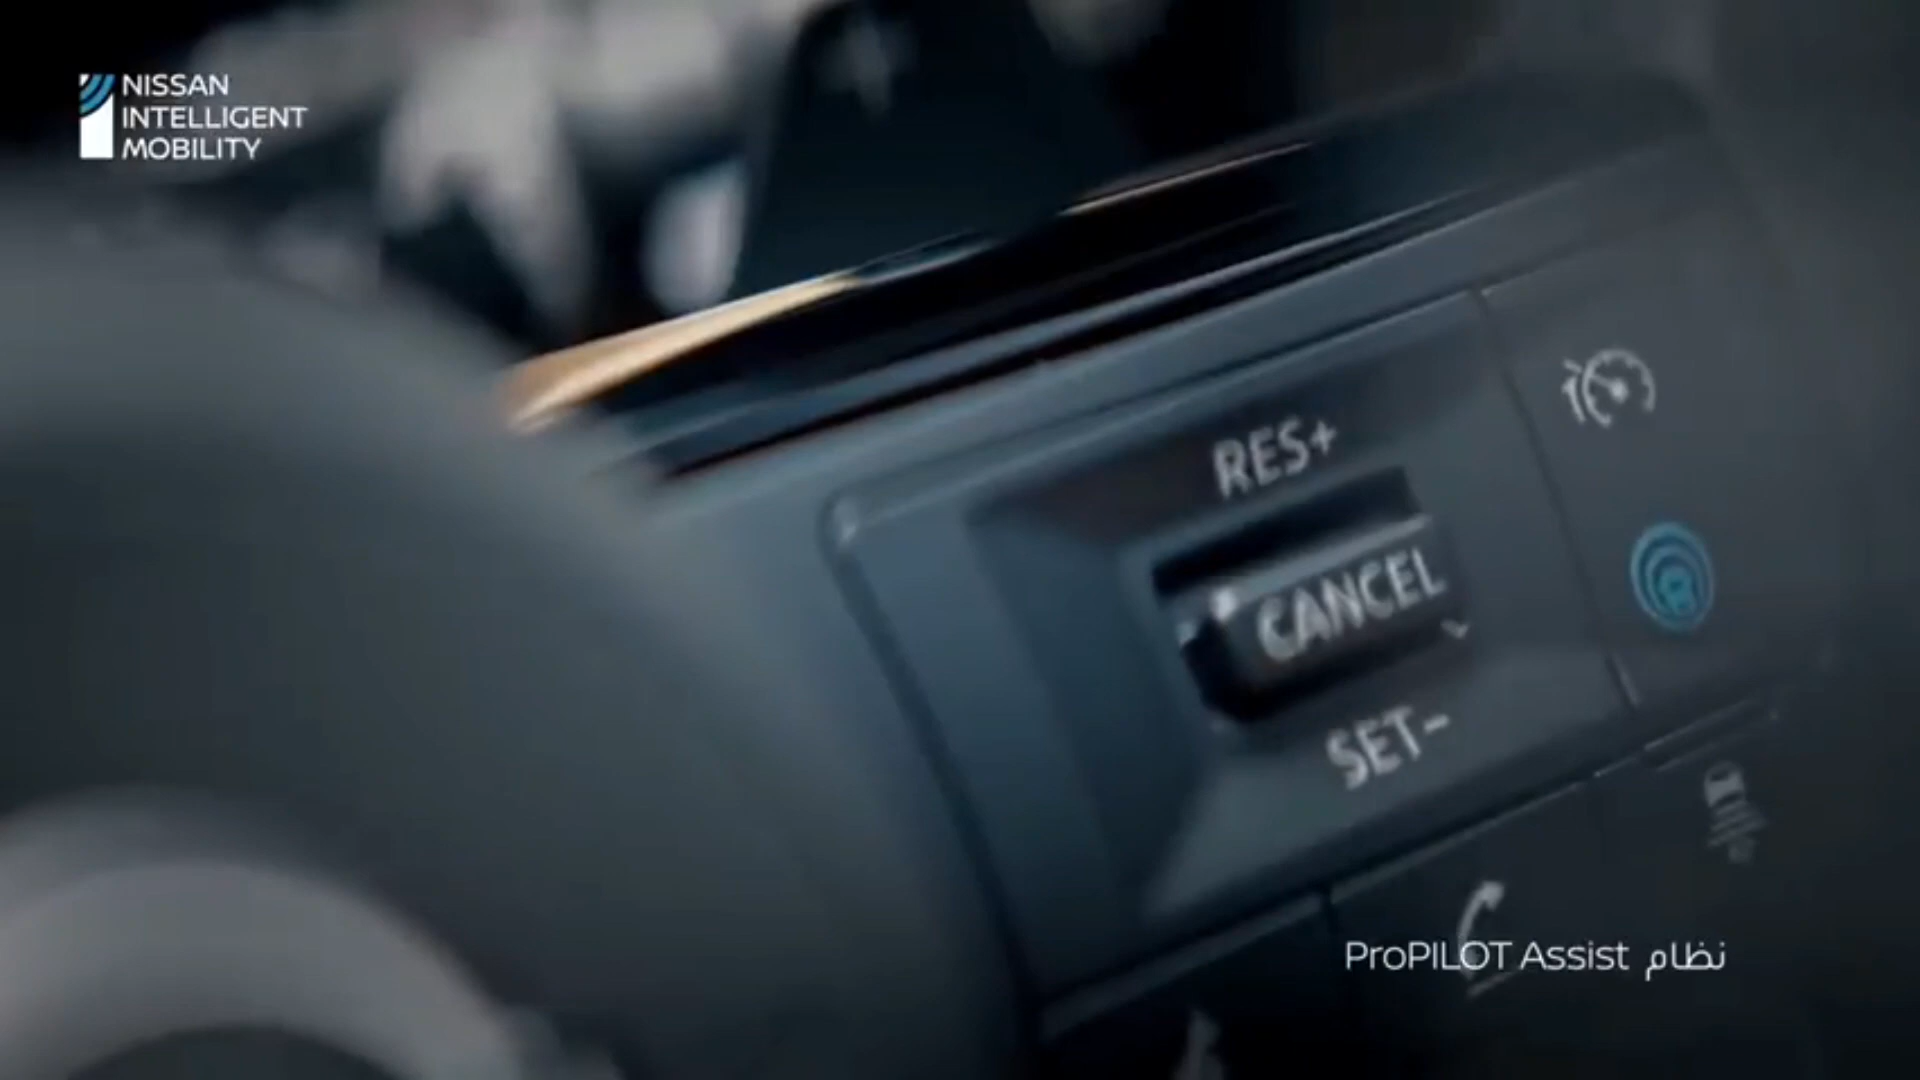 NISSAN
INTELLIGENT
MOBILITY
RES+
CANCEL
SET-
نظام ProPILOT Assist